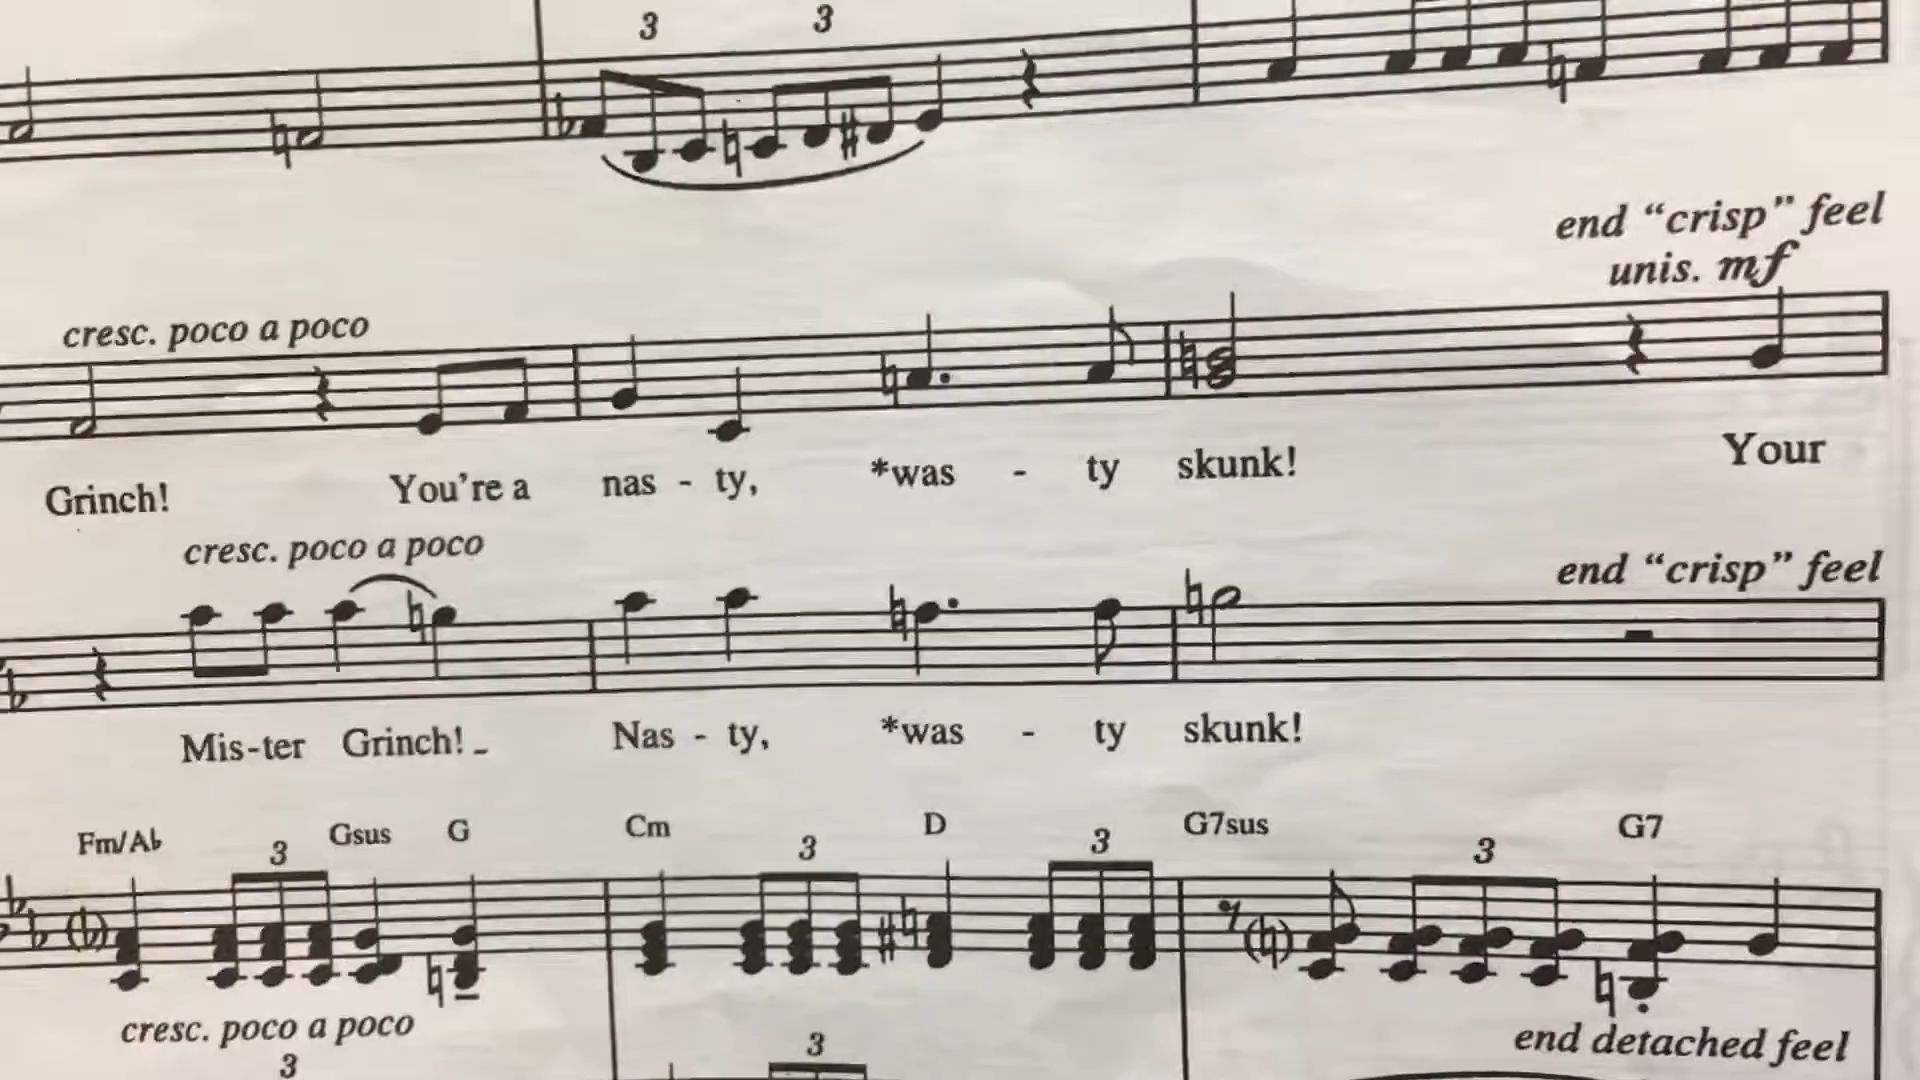 3 3
end “crisp” feel
unis. mf
cresc. poco a poco
Grinch! You're a nas - ty, *was - ty skunk! Your
cresc. poco a poco
end “crisp” feel
Mis-ter Grinch! Nas - ty, *was - ty skunk!
Fm/A♭ Gsus G Cm D G7sus G7
3 3 3 3
cresc. poco a poco
end detached feel
3 3